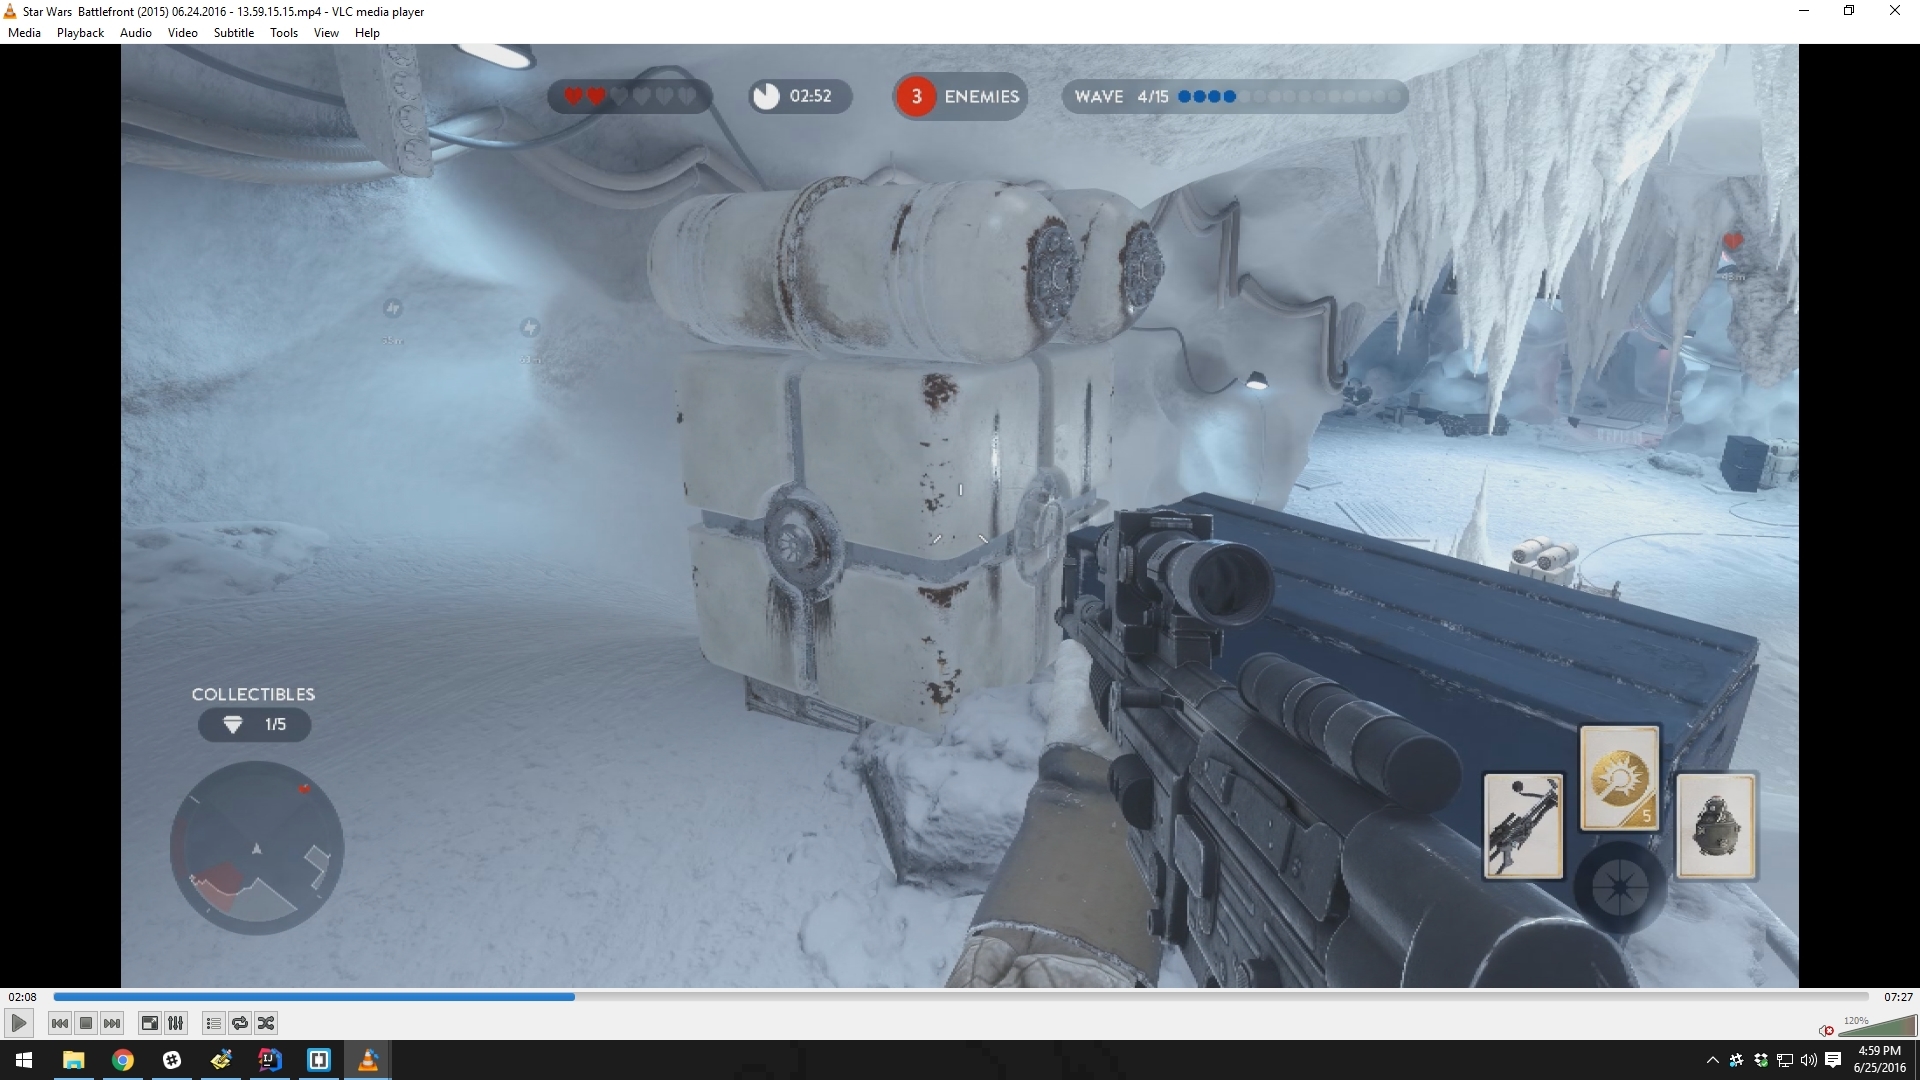 Star Wars  Battlefront (2015) 06.24.2016 - 13.59.15.15.mp4 - VLC media player
Media Playback Audio Video Subtitle Tools View Help
02:52
3 ENEMIES
WAVE 4/15
COLLECTIBLES
1/5
5
02:08
07:27
120%
4:59 PM
6/25/2016